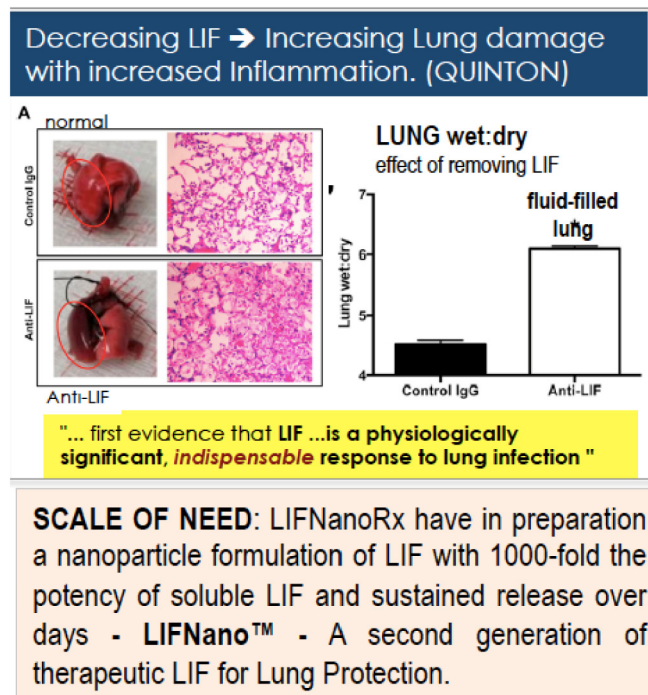 Decreasing LIF ➔ Increasing Lung damage
with increased Inflammation. (QUINTON)
A
normal
Control IgG
Anti-LIF
Anti-LIF
LUNG wet:dry
effect of removing LIF
Lung wet:dry
7
6
5
4
fluid-filled
lung
*
Control IgG
Anti-LIF
"... first evidence that LIF ...is a physiologically
significant, indispensable response to lung infection "
SCALE OF NEED: LIFNanoRx have in preparation
a nanoparticle formulation of LIF with 1000-fold the
potency of soluble LIF and sustained release over
days - LIFNano™ - A second generation of
therapeutic LIF for Lung Protection.